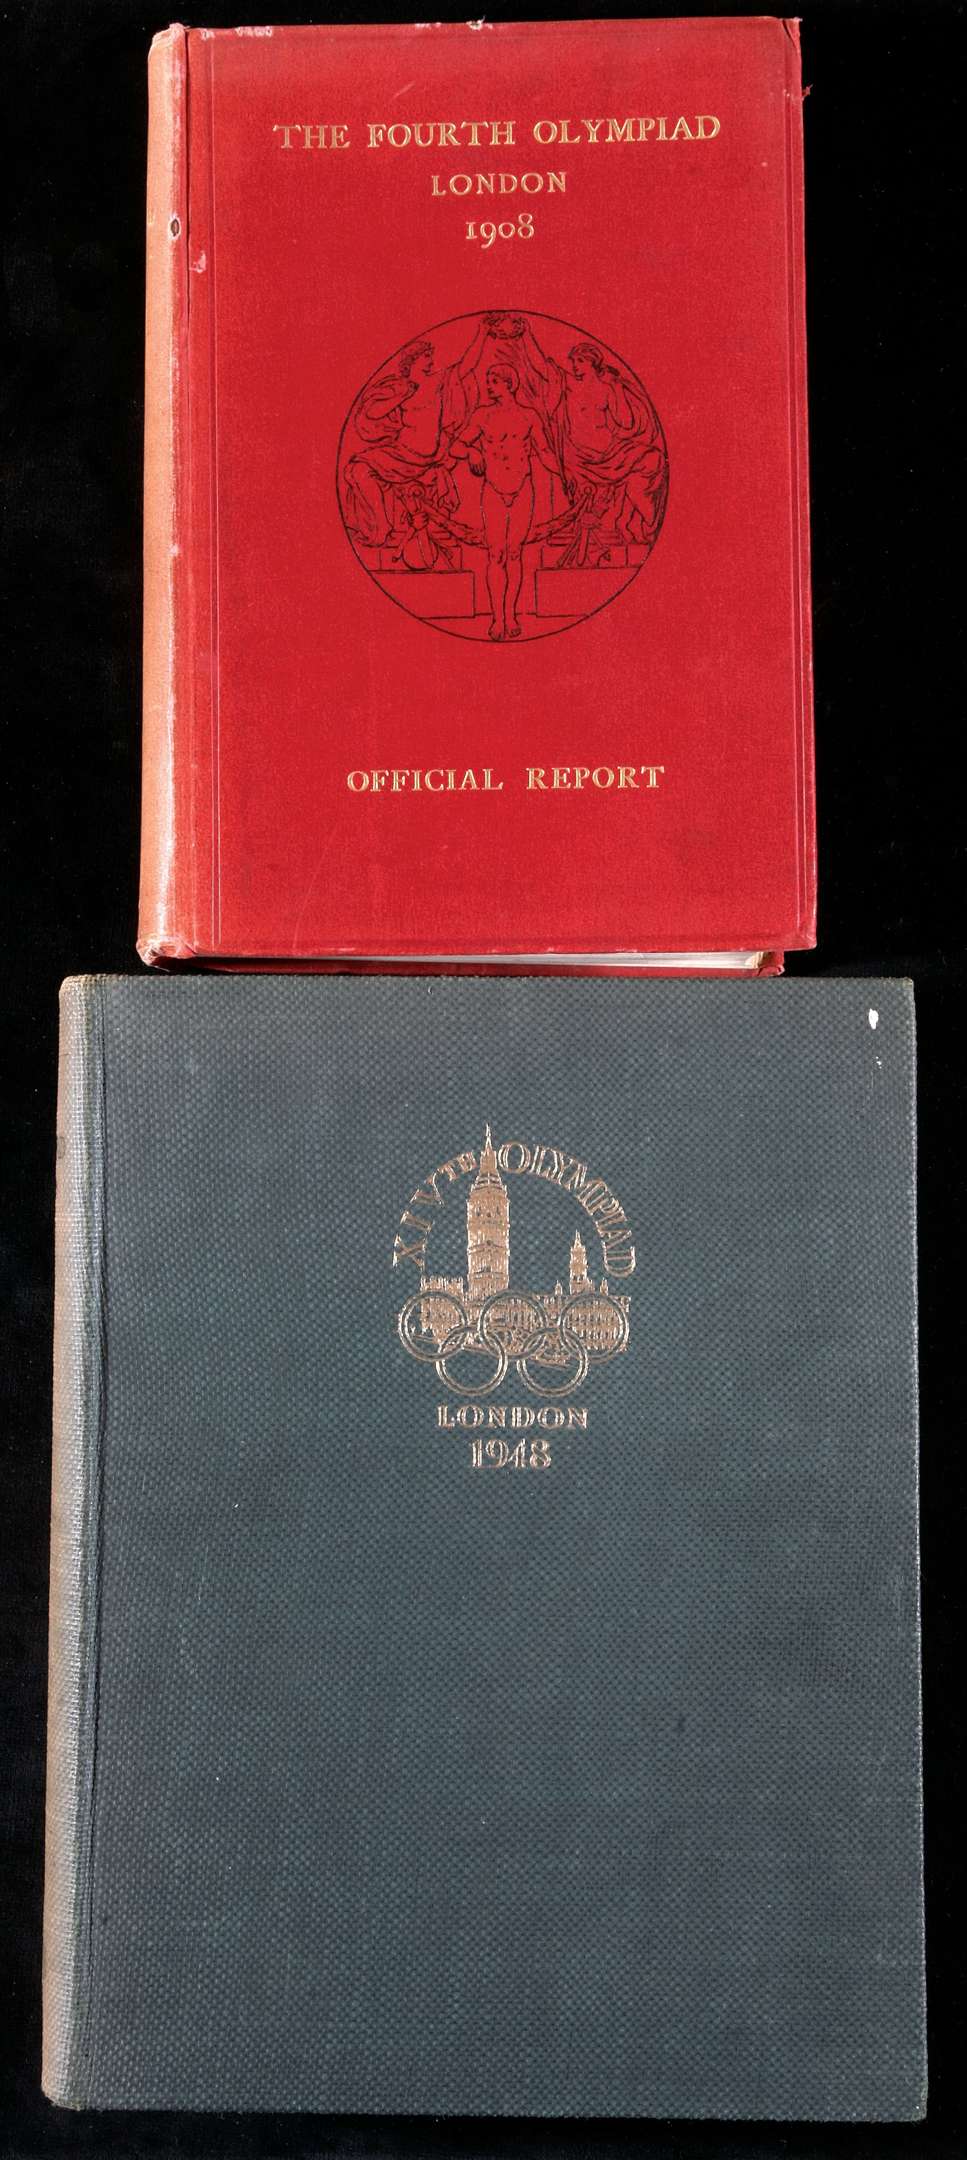 THE FOURTH OLYMPIAD
LONDON
1908
OFFICIAL REPORT
XIVTH OLYMPIAD
LONDON
1948